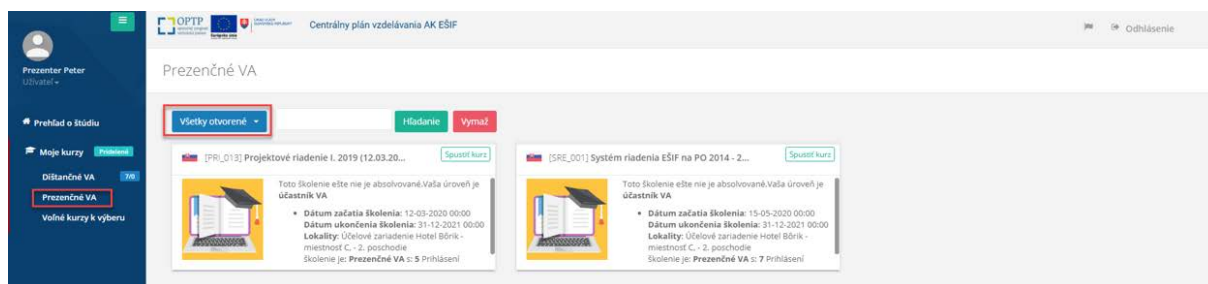 OPTP
Centrálny plán vzdelávania AK EŠIF
Odhlásenie
Prezenter Peter
Užívateľ
Prezenčné VA
Prehľad o štúdiu
Všetky otvorené
Hľadanie
Vymaž
Moje kurzy
Pridelené
Dištančné VA
7/0
Prezenčné VA
Voľné kurzy k výberu
[PRI_013] Projektové riadenie I. 2019 (12.03.20...
Spustiť kurz
Toto školenie ešte nie je absolvované.Vaša úroveň je
účastník VA
Dátum začatia školenia: 12-03-2020 00:00
Dátum ukončenia školenia: 31-12-2021 00:00
Lokality: Účelové zariadenie Hotel Bôrik -
miestnosť C, - 2. poschodie
školenie je: Prezenčné VA s: 5 Prihlásení
[SRE_001] Systém riadenia EŠIF na PO 2014 - 2...
Spustiť kurz
Toto školenie ešte nie je absolvované.Vaša úroveň je
účastník VA
Dátum začatia školenia: 15-05-2020 00:00
Dátum ukončenia školenia: 31-12-2021 00:00
Lokality: Účelové zariadenie Hotel Bôrik -
miestnosť C, - 2. poschodie
školenie je: Prezenčné VA s: 7 Prihlásení